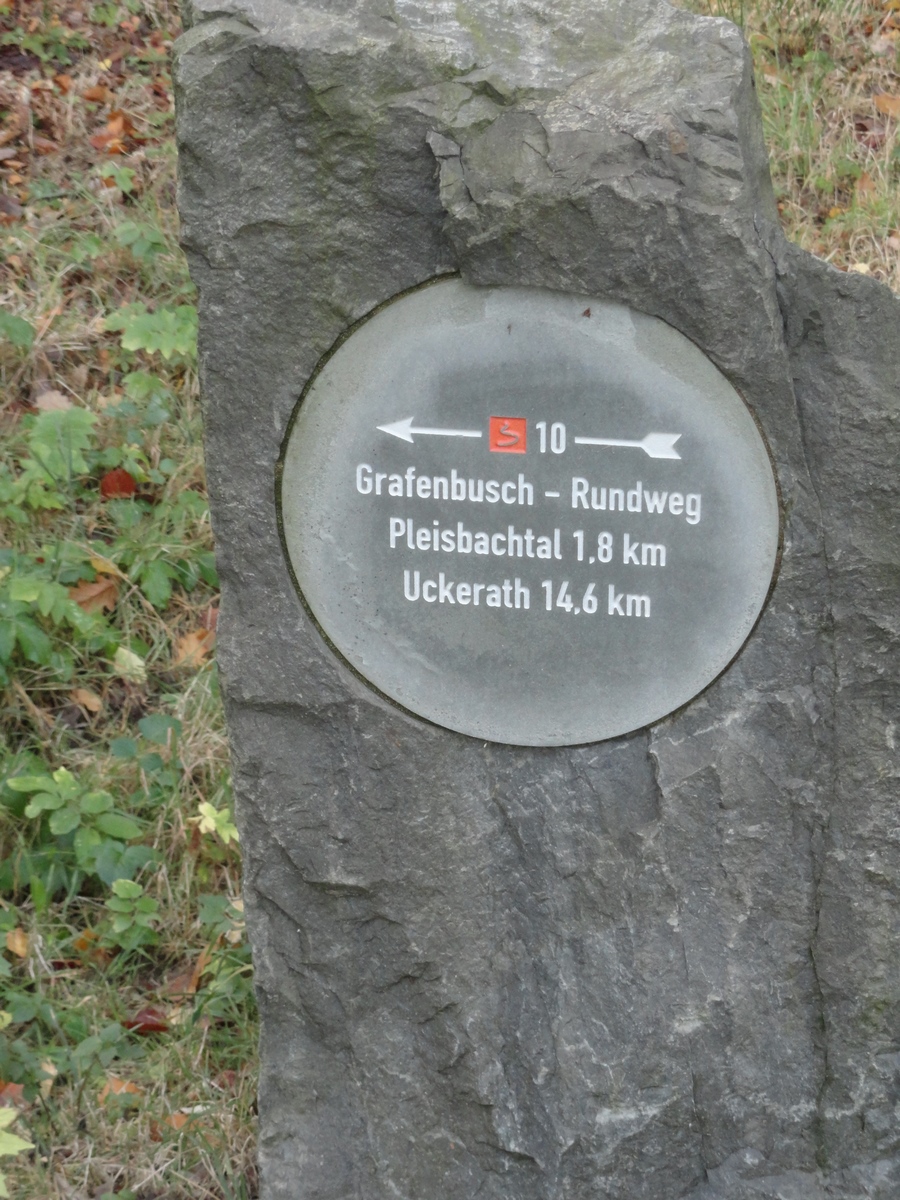 10
Grafenbusch - Rundweg
Pleisbachtal 1,8 km
Uckerath 14,6 km